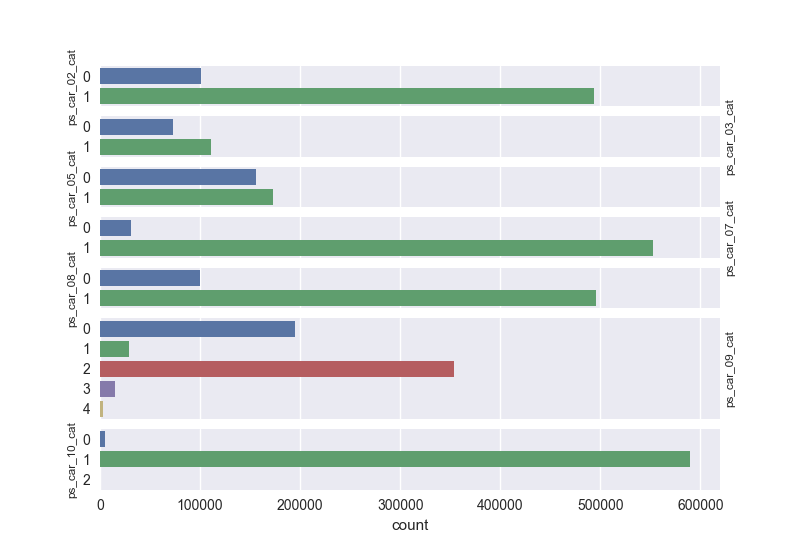 ps_car_02_cat
0
1
ps_car_03_cat
0
1
ps_car_05_cat
0
1
ps_car_07_cat
0
1
ps_car_08_cat
0
1
ps_car_09_cat
0
1
2
3
4
ps_car_10_cat
0
1
2
0 100000 200000 300000 400000 500000 600000
count